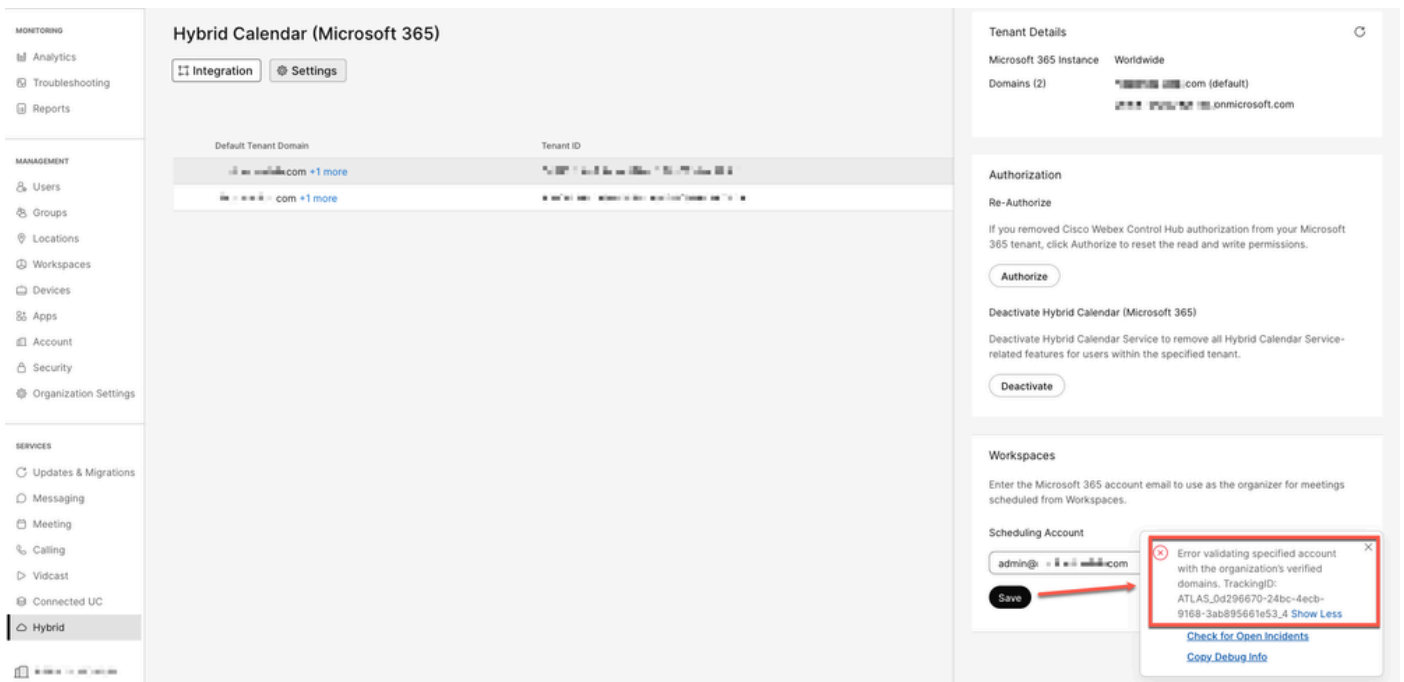 MONITORING
Analytics
Troubleshooting
Reports
MANAGEMENT
Users
Groups
Locations
Workspaces
Devices
Apps
Account
Security
Organization Settings
SERVICES
Updates & Migrations
Messaging
Meeting
Calling
Vidcast
Connected UC
Hybrid
Hybrid Calendar (Microsoft 365)
Integration
Settings
Default Tenant Domain
Tenant ID
com +1 more
com +1 more
Tenant Details
Microsoft 365 Instance Worldwide
Domains (2) .com (default)
.onmicrosoft.com
Authorization
Re-Authorize
If you removed Cisco Webex Control Hub authorization from your Microsoft
365 tenant, click Authorize to reset the read and write permissions.
Authorize
Deactivate Hybrid Calendar (Microsoft 365)
Deactivate Hybrid Calendar Service to remove all Hybrid Calendar Service-
related features for users within the specified tenant.
Deactivate
Workspaces
Enter the Microsoft 365 account email to use as the organizer for meetings
scheduled from Workspaces.
Scheduling Account
admin@ com
Save
Error validating specified account
with the organization's verified
domains. TrackingID:
ATLAS_0d296670-24bc-4ecb-
9168-3ab895661e53_4 Show Less
Check for Open Incidents
Copy Debug Info